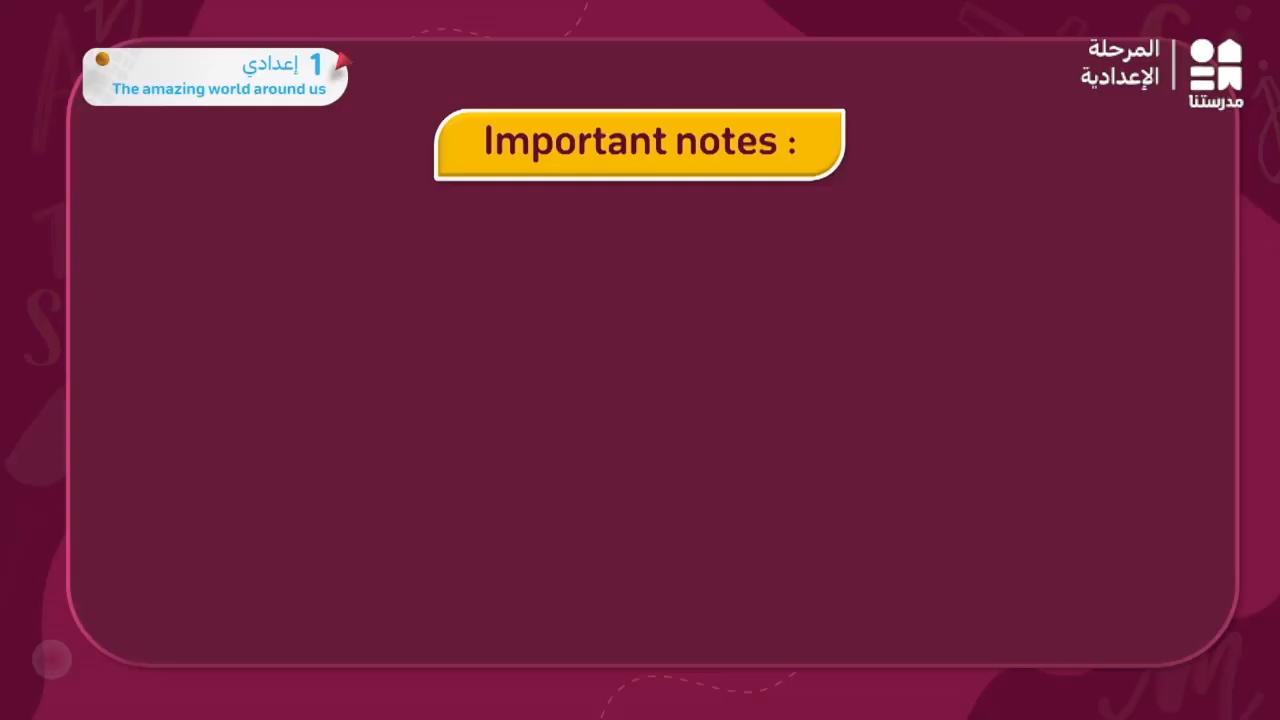 1 إعدادي
The amazing world around us
المرحلة
الإعدادية
مدرستنا
Important notes :